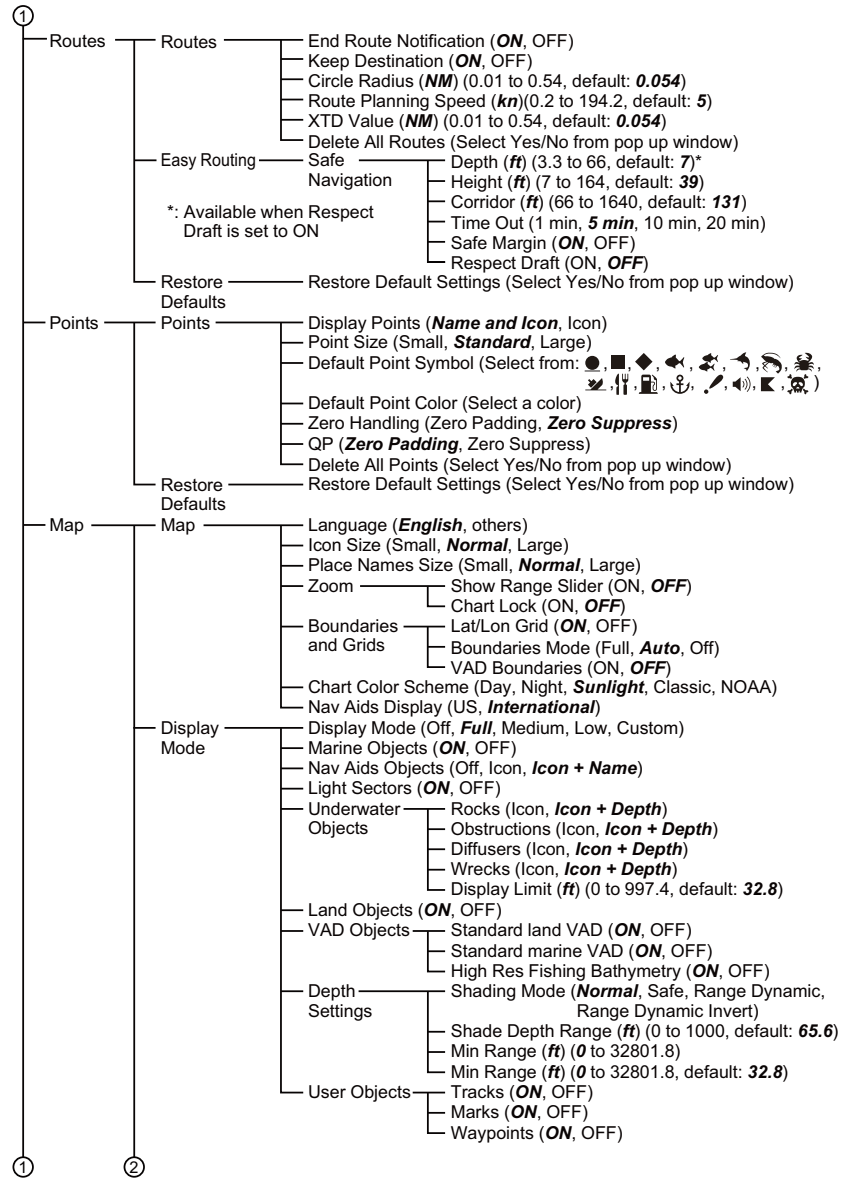 ①
Routes
Routes
End Route Notification (ON, OFF)
Keep Destination (ON, OFF)
Circle Radius (NM) (0.01 to 0.54, default: 0.054)
Route Planning Speed (kn)(0.2 to 194.2, default: 5)
XTD Value (NM) (0.01 to 0.54, default: 0.054)
Delete All Routes (Select Yes/No from pop up window)
Easy Routing
Safe
Navigation
Depth (ft) (3.3 to 66, default: 7)*
Height (ft) (7 to 164, default: 39)
Corridor (ft) (66 to 1640, default: 131)
Time Out (1 min, 5 min, 10 min, 20 min)
Safe Margin (ON, OFF)
Respect Draft (ON, OFF)
*: Available when Respect
Draft is set to ON
Restore
Defaults
Restore Default Settings (Select Yes/No from pop up window)
Points
Points
Display Points (Name and Icon, Icon)
Point Size (Small, Standard, Large)
Default Point Symbol (Select from: , , , , , , , ,
, , , , , , , )
Default Point Color (Select a color)
Zero Handling (Zero Padding, Zero Suppress)
QP (Zero Padding, Zero Suppress)
Delete All Points (Select Yes/No from pop up window)
Restore
Defaults
Restore Default Settings (Select Yes/No from pop up window)
Map
Map
Language (English, others)
Icon Size (Small, Normal, Large)
Place Names Size (Small, Normal, Large)
Zoom
Show Range Slider (ON, OFF)
Chart Lock (ON, OFF)
Boundaries
and Grids
Lat/Lon Grid (ON, OFF)
Boundaries Mode (Full, Auto, Off)
VAD Boundaries (ON, OFF)
Chart Color Scheme (Day, Night, Sunlight, Classic, NOAA)
Nav Aids Display (US, International)
Display
Mode
Display Mode (Off, Full, Medium, Low, Custom)
Marine Objects (ON, OFF)
Nav Aids Objects (Off, Icon, Icon + Name)
Light Sectors (ON, OFF)
Underwater
Objects
Rocks (Icon, Icon + Depth)
Obstructions (Icon, Icon + Depth)
Diffusers (Icon, Icon + Depth)
Wrecks (Icon, Icon + Depth)
Display Limit (ft) (0 to 997.4, default: 32.8)
Land Objects (ON, OFF)
VAD Objects
Standard land VAD (ON, OFF)
Standard marine VAD (ON, OFF)
High Res Fishing Bathymetry (ON, OFF)
Depth
Settings
Shading Mode (Normal, Safe, Range Dynamic,
Range Dynamic Invert)
Shade Depth Range (ft) (0 to 1000, default: 65.6)
Min Range (ft) (0 to 32801.8)
Min Range (ft) (0 to 32801.8, default: 32.8)
User Objects
Tracks (ON, OFF)
Marks (ON, OFF)
Waypoints (ON, OFF)
①
②